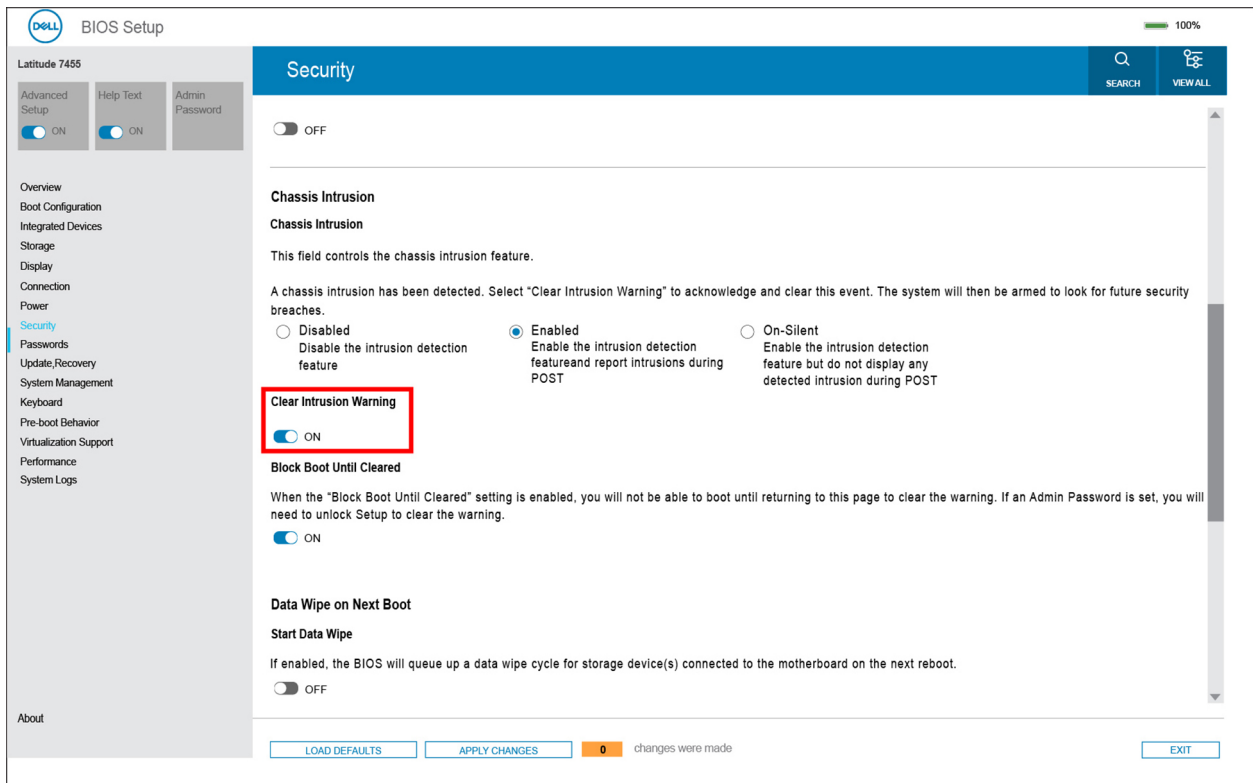 DELL
BIOS Setup
100%
Latitude 7455
Advanced Setup
ON
Help Text
ON
Admin Password
Security
SEARCH
VIEW ALL
Overview
Boot Configuration
Integrated Devices
Storage
Display
Connection
Power
Security
Passwords
Update,Recovery
System Management
Keyboard
Pre-boot Behavior
Virtualization Support
Performance
System Logs
About
OFF
Chassis Intrusion
Chassis Intrusion
This field controls the chassis intrusion feature.
A chassis intrusion has been detected. Select “Clear Intrusion Warning” to acknowledge and clear this event. The system will then be armed to look for future security
breaches.
Disabled
Disable the intrusion detection
feature
Enabled
Enable the intrusion detection
featureand report intrusions during
POST
On-Silent
Enable the intrusion detection
feature but do not display any
detected intrusion during POST
Clear Intrusion Warning
ON
Block Boot Until Cleared
When the “Block Boot Until Cleared” setting is enabled, you will not be able to boot until returning to this page to clear the warning. If an Admin Password is set, you will
need to unlock Setup to clear the warning.
ON
Data Wipe on Next Boot
Start Data Wipe
If enabled, the BIOS will queue up a data wipe cycle for storage device(s) connected to the motherboard on the next reboot.
OFF
LOAD DEFAULTS
APPLY CHANGES
0
changes were made
EXIT